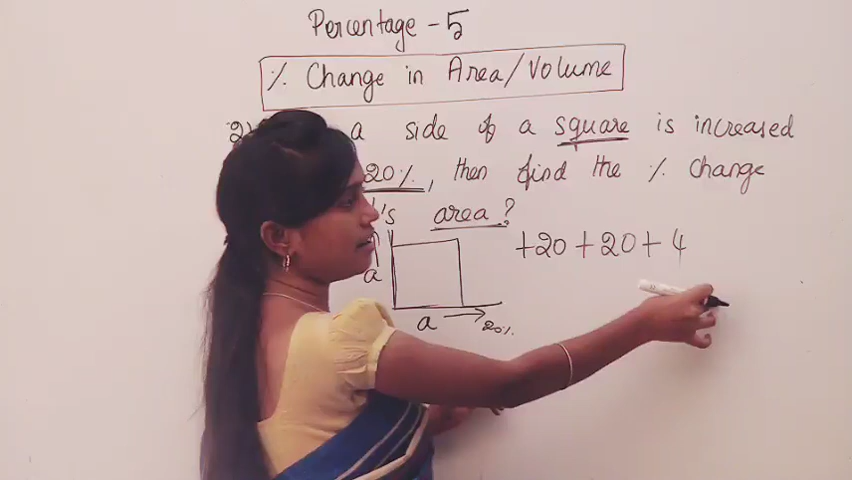 Percentage - 5
% Change in Area/Volume
2) a side of a square is increased
20%, then find the % change
area?
+20 + 20 + 4
a
a
20%.